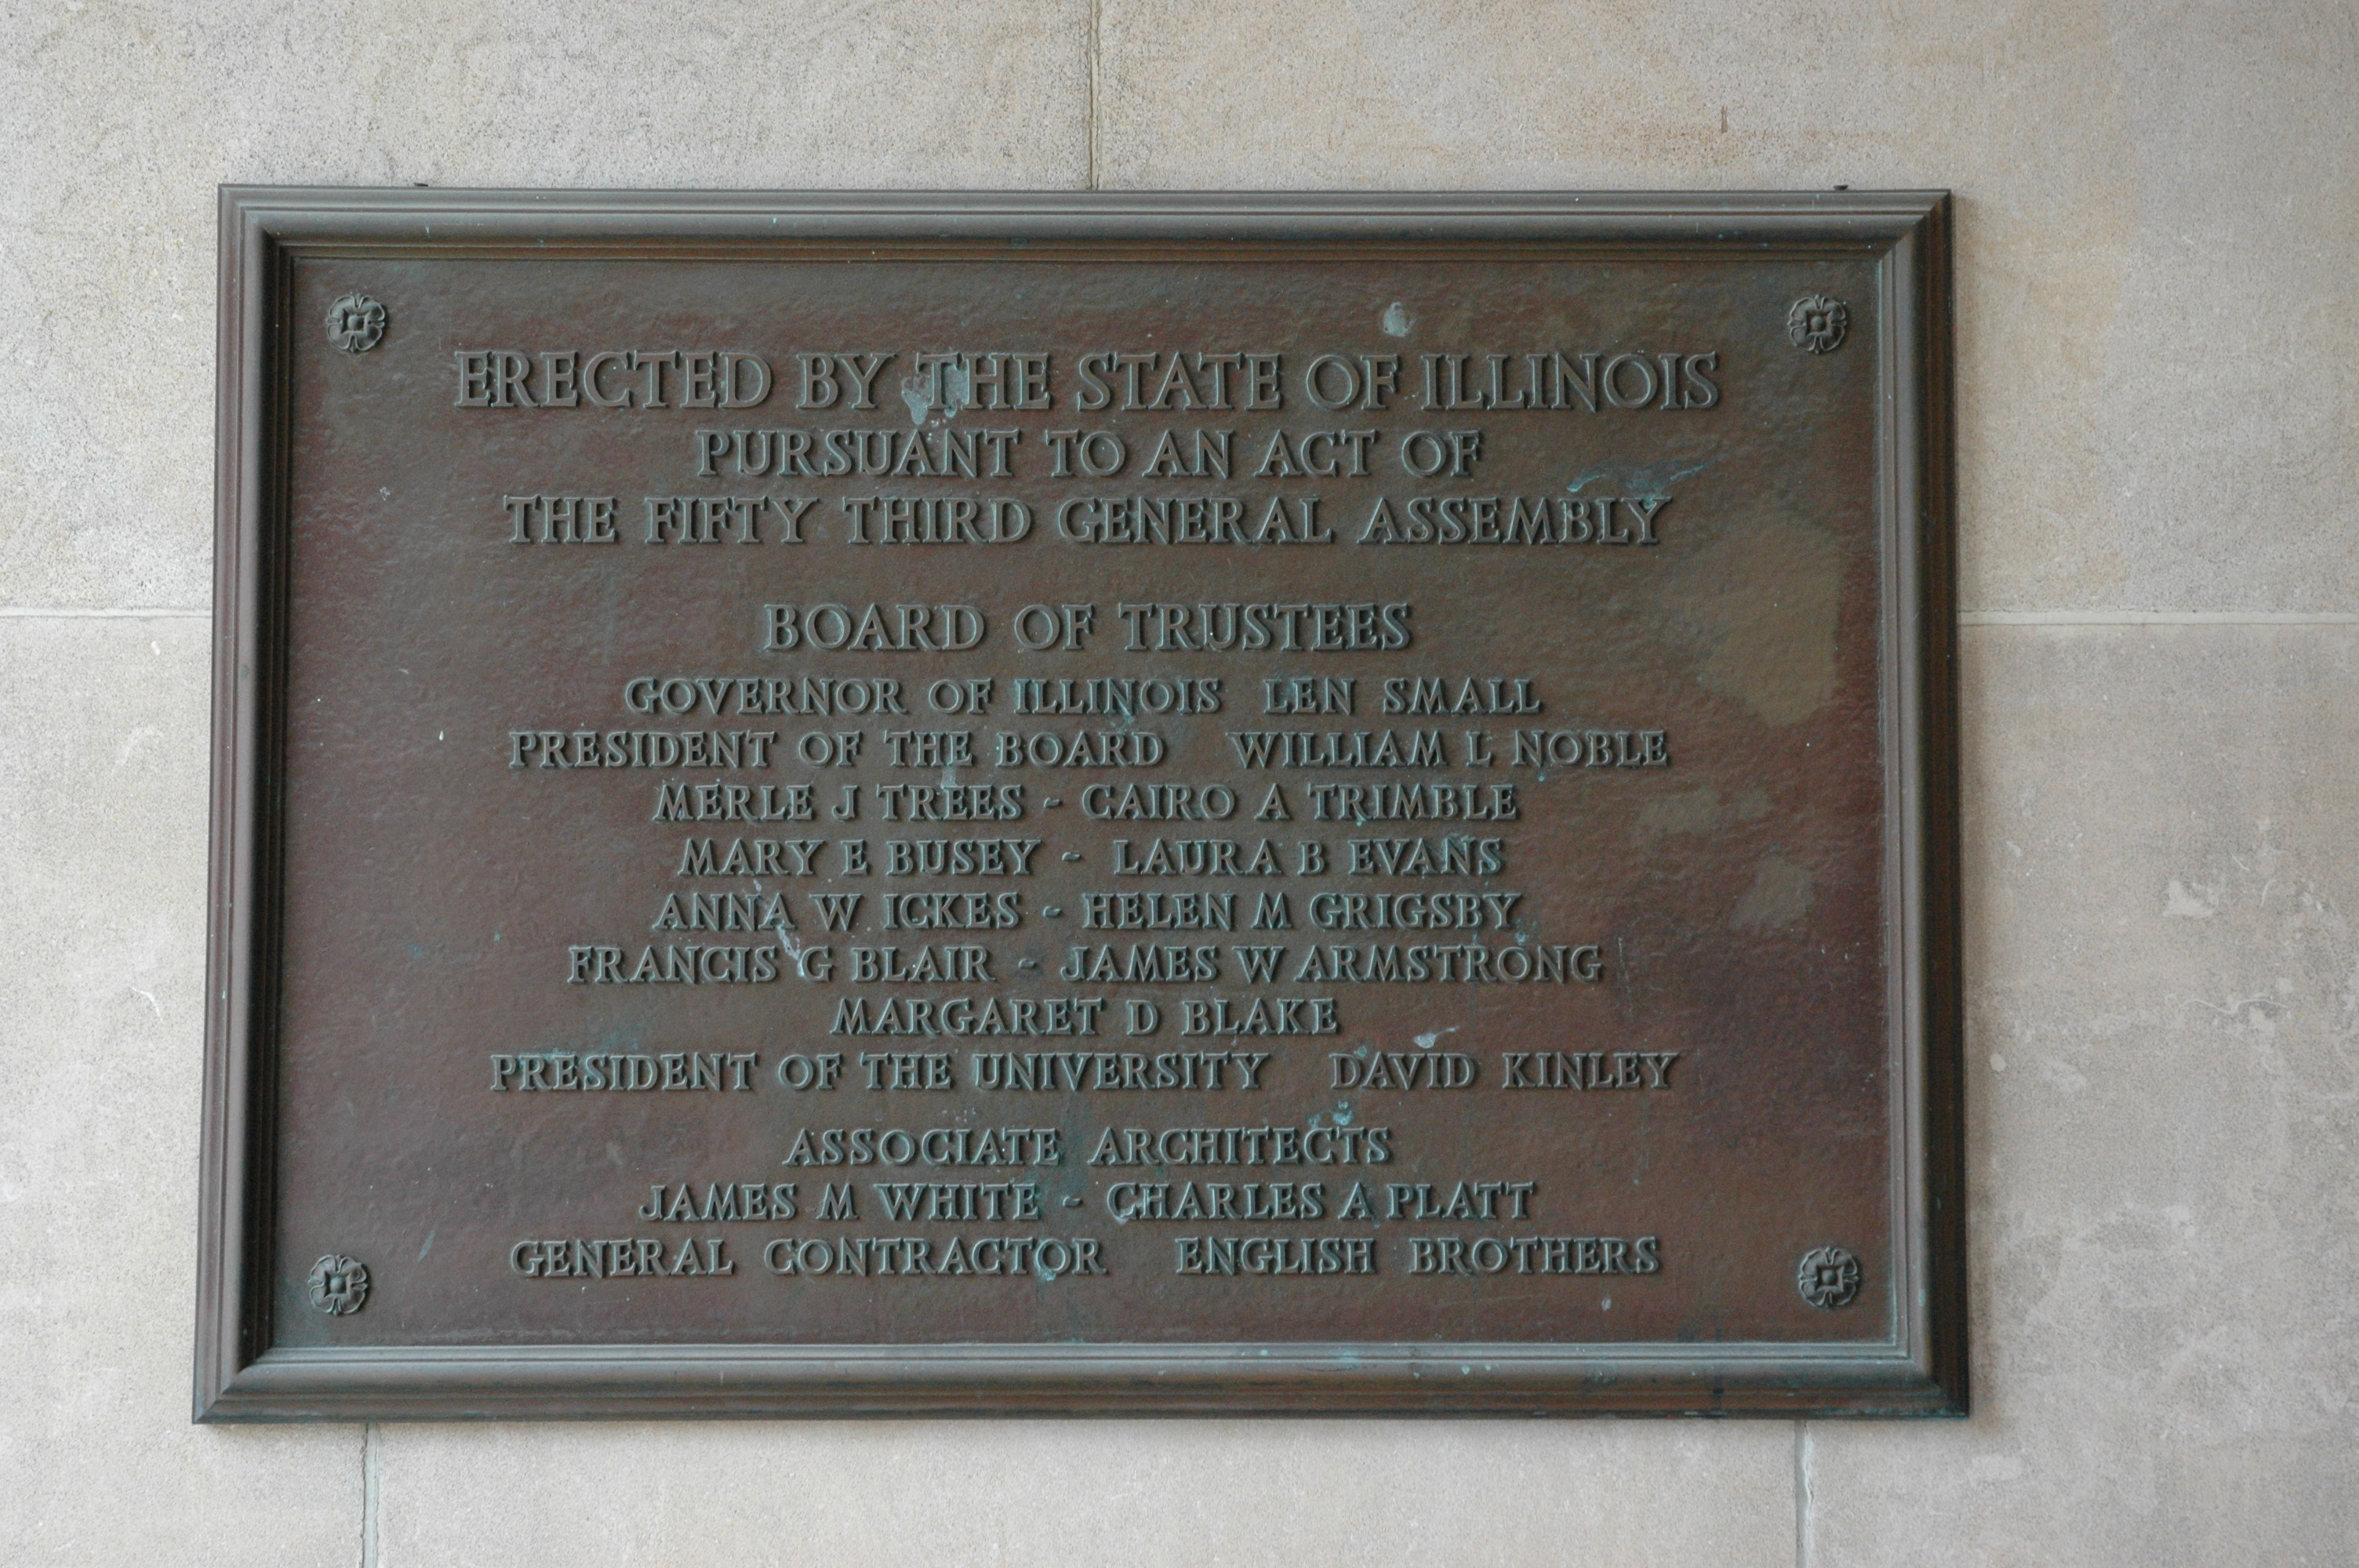 ERECTED BY THE STATE OF ILLINOIS
PURSUANT TO AN ACT OF
THE FIFTY THIRD GENERAL ASSEMBLY
BOARD OF TRUSTEES
GOVERNOR OF ILLINOIS LEN SMALL
PRESIDENT OF THE BOARD WILLIAM L NOBLE
MERLE J TREES - CAIRO A TRIMBLE
MARY E BUSEY - LAURA B EVANS
ANNA W ICKES - HELEN M GRIGSBY
FRANCIS G BLAIR - JAMES W ARMSTRONG
MARGARET D BLAKE
PRESIDENT OF THE UNIVERSITY DAVID KINLEY
ASSOCIATE ARCHITECTS
JAMES M WHITE - CHARLES A PLATT
GENERAL CONTRACTOR ENGLISH BROTHERS